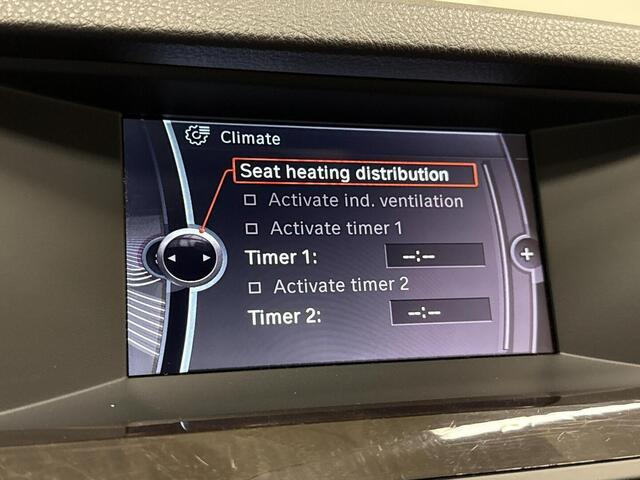 Climate
Seat heating distribution
Activate ind. ventilation
Activate timer 1
Timer 1: --:--
Activate timer 2
Timer 2: --:--
+